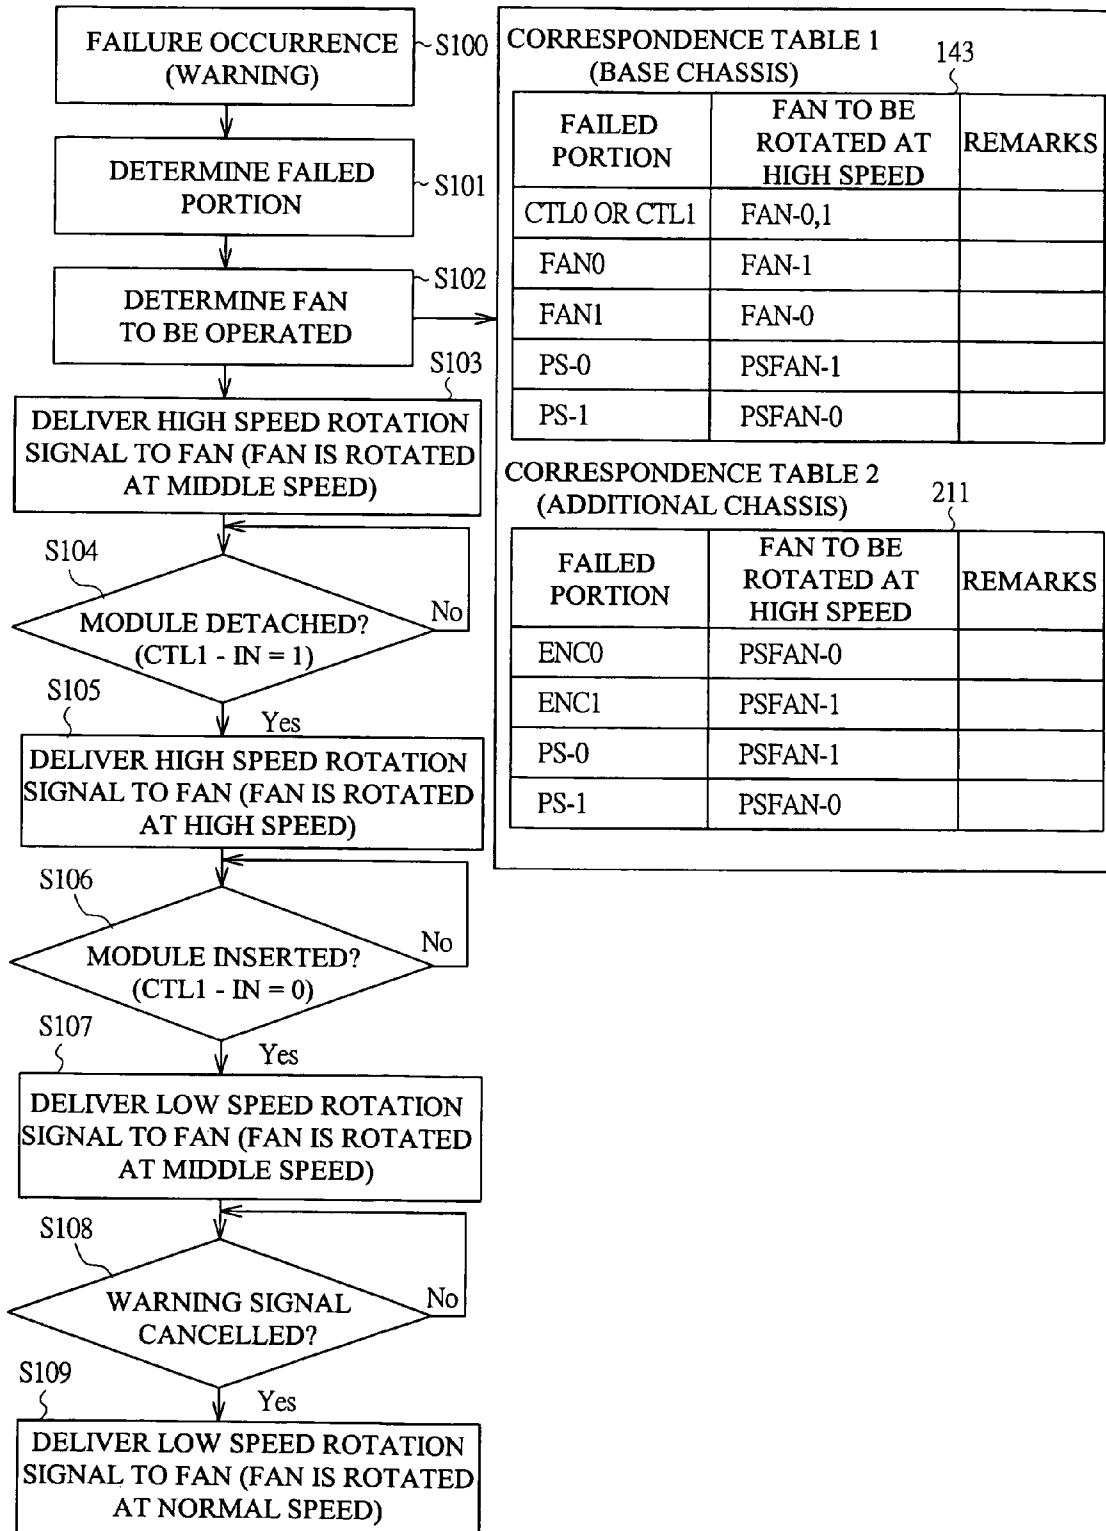 FAILURE OCCURRENCE
(WARNING)
S100
DETERMINE FAILED
PORTION
S101
DETERMINE FAN
TO BE OPERATED
S102
S103
DELIVER HIGH SPEED ROTATION
SIGNAL TO FAN (FAN IS ROTATED
AT MIDDLE SPEED)
S104
MODULE DETACHED?
(CTL1 - IN = 1)
No
Yes
S105
DELIVER HIGH SPEED ROTATION
SIGNAL TO FAN (FAN IS ROTATED
AT HIGH SPEED)
S106
MODULE INSERTED?
(CTL1 - IN = 0)
No
Yes
S107
DELIVER LOW SPEED ROTATION
SIGNAL TO FAN (FAN IS ROTATED
AT MIDDLE SPEED)
S108
WARNING SIGNAL
CANCELLED?
No
Yes
S109
DELIVER LOW SPEED ROTATION
SIGNAL TO FAN (FAN IS ROTATED
AT NORMAL SPEED)
CORRESPONDENCE TABLE 1
(BASE CHASSIS)
143
FAILED PORTION FAN TO BE ROTATED AT HIGH SPEED REMARKS
CTL0 OR CTL1 FAN-0,1
FAN0 FAN-1
FAN1 FAN-0
PS-0 PSFAN-1
PS-1 PSFAN-0
CORRESPONDENCE TABLE 2
(ADDITIONAL CHASSIS)
211
FAILED PORTION FAN TO BE ROTATED AT HIGH SPEED REMARKS
ENC0 PSFAN-0
ENC1 PSFAN-1
PS-0 PSFAN-1
PS-1 PSFAN-0